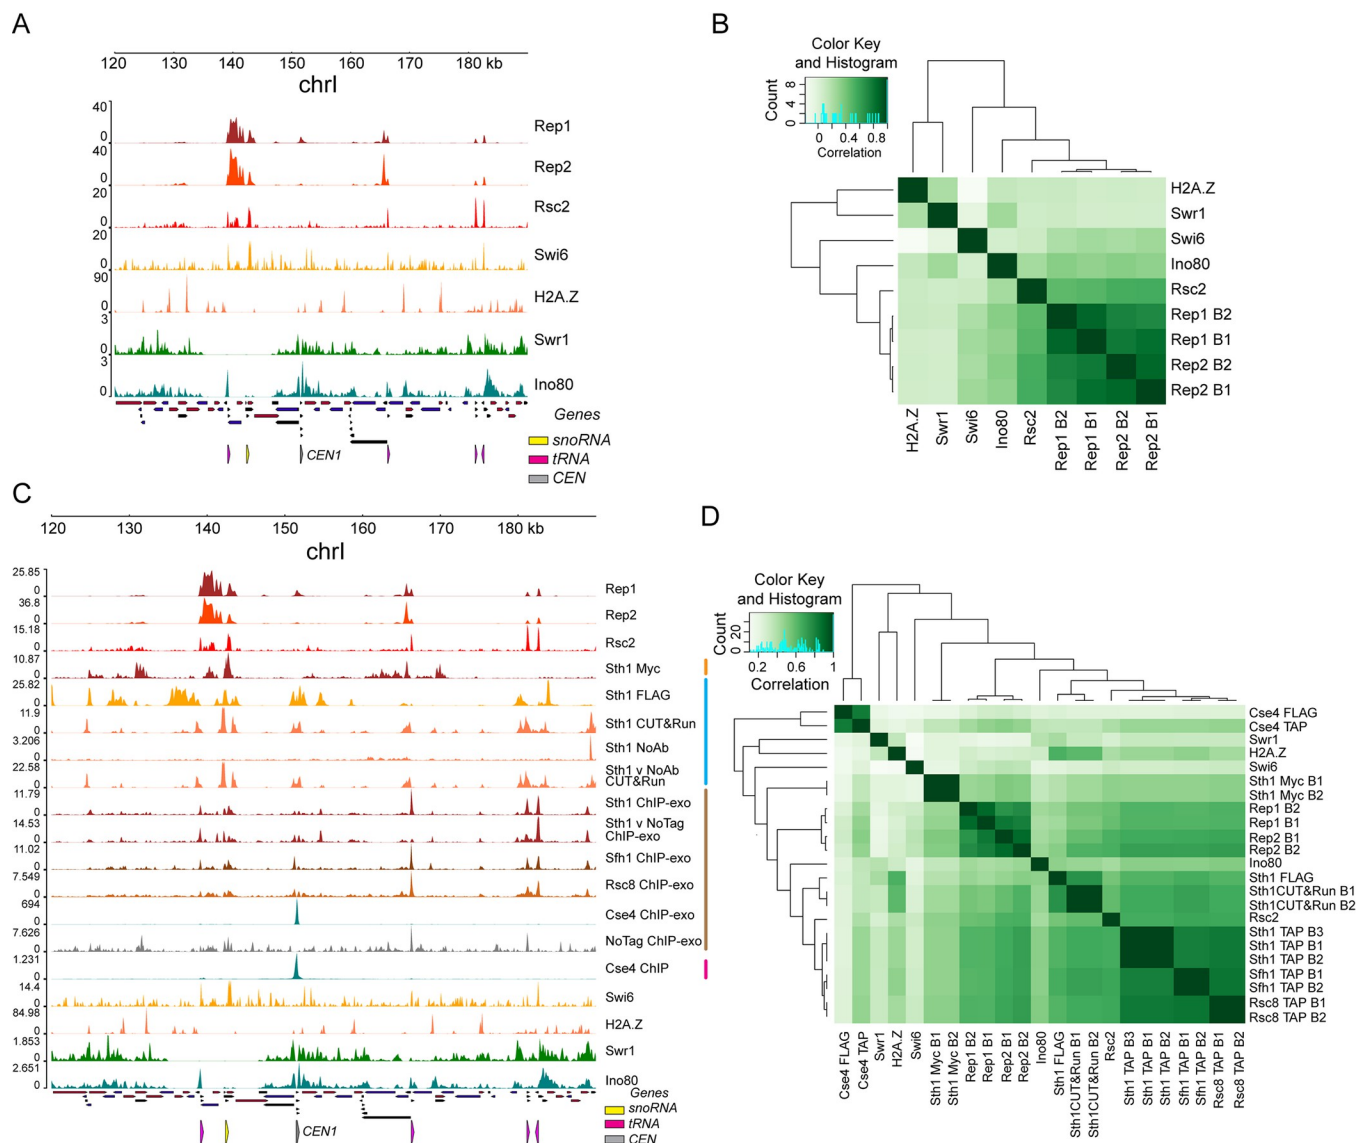 A
120 130 140 150 160 170 180 kb
chrI
40
0
Rep1
40
0
Rep2
20
0
Rsc2
20
0
Swi6
90
0
H2A.Z
3
0
Swr1
3
0
Ino80
Genes
snoRNA
tRNA
CEN
CEN1
B
Color Key
and Histogram
Count
0 4 8
0 0.4 0.8
Correlation
H2A.Z
Swr1
Swi6
Ino80
Rsc2
Rep1 B2
Rep1 B1
Rep2 B2
Rep2 B1
H2A.Z
Swr1
Swi6
Ino80
Rsc2
Rep1 B2
Rep1 B1
Rep2 B2
Rep2 B1
C
120 130 140 150 160 170 180 kb
chrI
25.85
0
Rep1
36.8
0
Rep2
15.18
0
Rsc2
10.87
0
Sth1 Myc
25.82
0
Sth1 FLAG
11.9
0
Sth1 CUT&Run
3.206
0
Sth1 NoAb
22.58
0
Sth1 v NoAb
CUT&Run
11.79
0
Sth1 ChIP-exo
14.53
0
Sth1 v NoTag
ChIP-exo
11.02
0
Sfh1 ChIP-exo
7.549
0
Rsc8 ChIP-exo
694
0
Cse4 ChIP-exo
7.626
0
NoTag ChIP-exo
1.231
0
Cse4 ChIP
14.4
0
Swi6
84.98
0
H2A.Z
1.853
0
Swr1
2.651
0
Ino80
Genes
snoRNA
tRNA
CEN
CEN1
D
Color Key
and Histogram
Count
0 20
0.2 0.6 1
Correlation
Cse4 FLAG
Cse4 TAP
Swr1
H2A.Z
Swi6
Sth1 Myc B1
Sth1 Myc B2
Rep1 B2
Rep1 B1
Rep2 B1
Rep2 B2
Ino80
Sth1 FLAG
Sth1CUT&Run B1
Sth1CUT&Run B2
Rsc2
Sth1 TAP B3
Sth1 TAP B1
Sth1 TAP B2
Sfh1 TAP B1
Sfh1 TAP B2
Rsc8 TAP B1
Rsc8 TAP B2
Cse4 FLAG
Cse4 TAP
Swr1
H2A.Z
Swi6
Sth1 Myc B1
Sth1 Myc B2
Rep1 B2
Rep1 B1
Rep2 B1
Rep2 B2
Ino80
Sth1 FLAG
Sth1CUT&Run B1
Sth1CUT&Run B2
Rsc2
Sth1 TAP B3
Sth1 TAP B1
Sth1 TAP B2
Sfh1 TAP B1
Sfh1 TAP B2
Rsc8 TAP B1
Rsc8 TAP B2